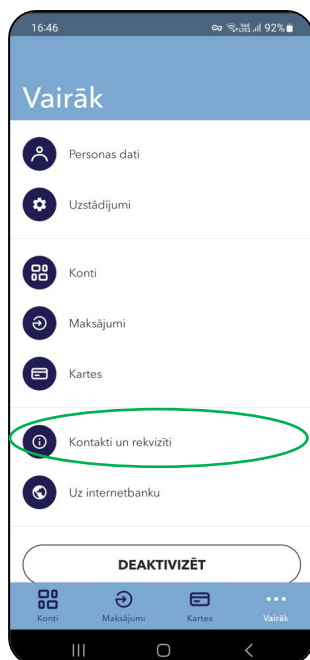 16:46
92%
Vairāk
Personas dati
Uzstādījumi
Konti
Maksājumi
Kartes
Kontakti un rekvizīti
Uz internetbanku
DEAKTIVIZĒT
Konti Maksājumi Kartes Vairāk